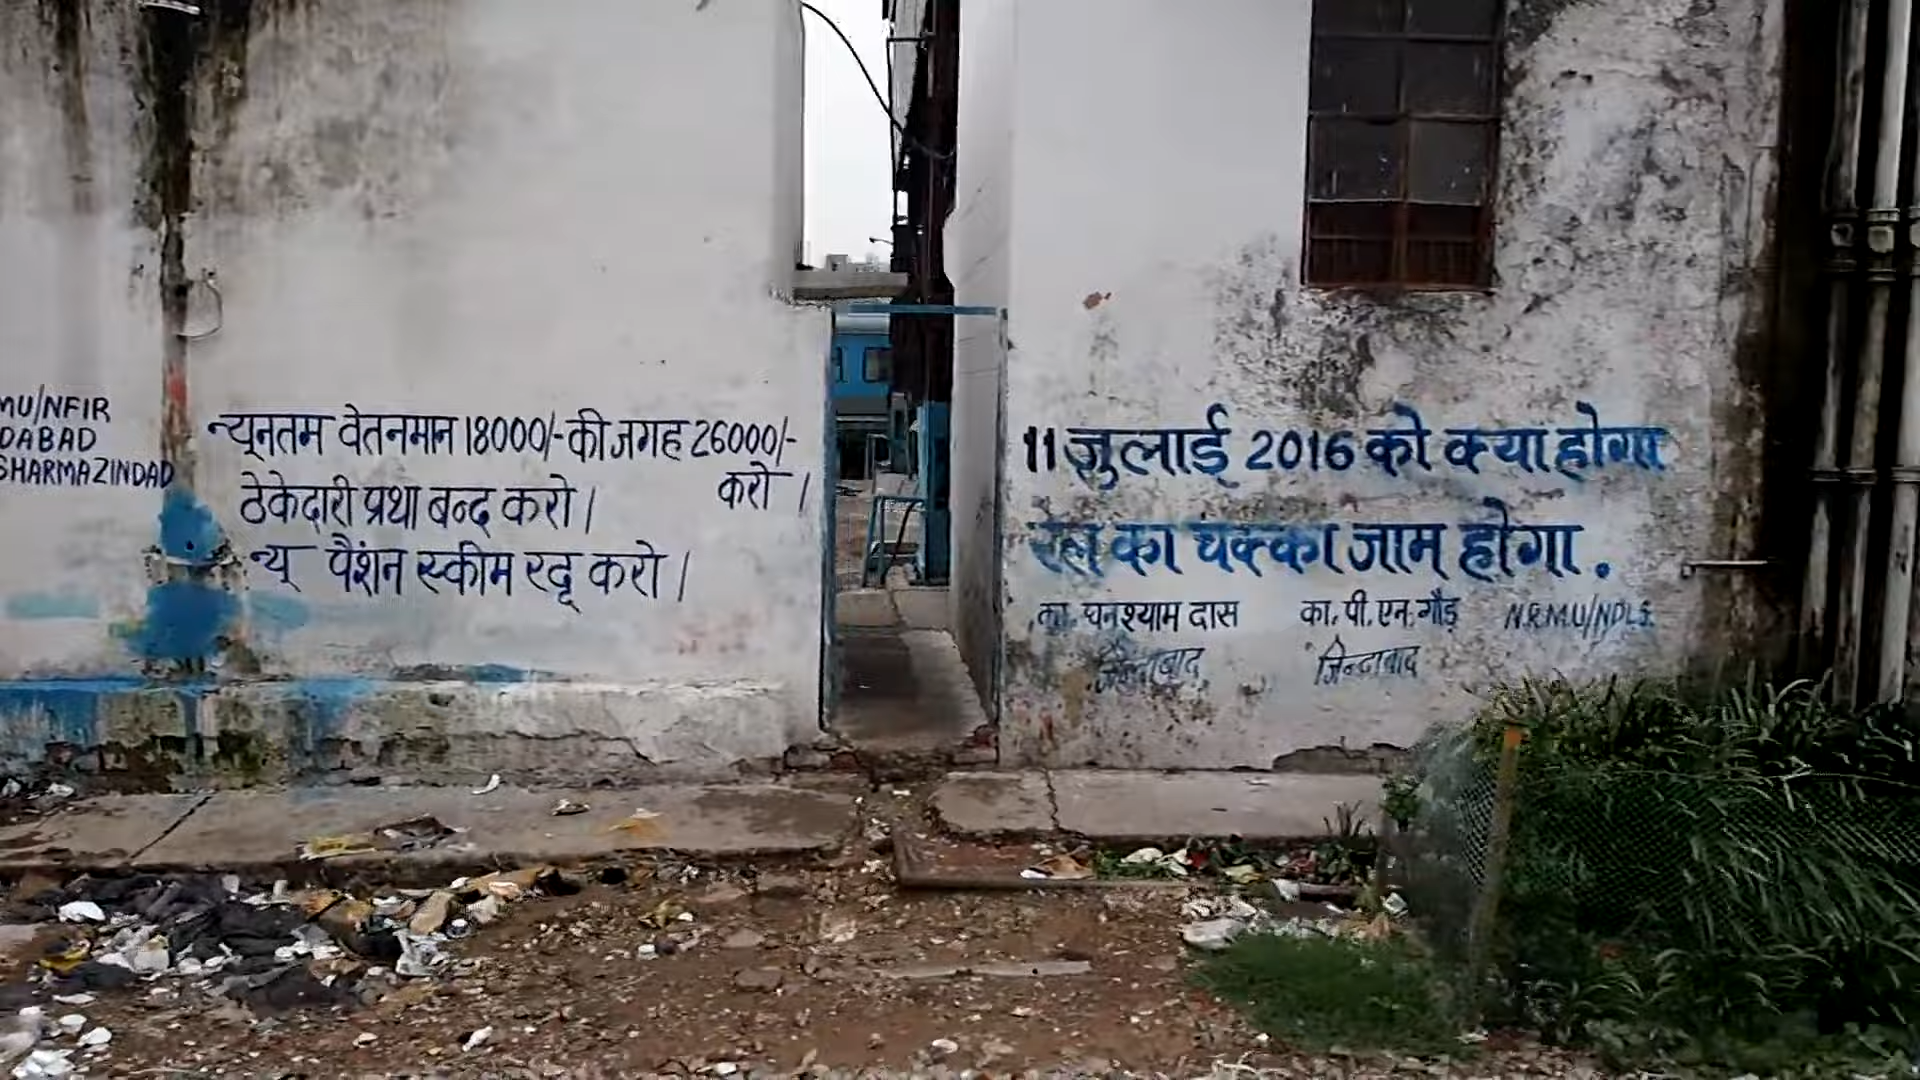 MU/NFIR
DABAD
SHARMA ZINDAD
न्यूनतम वेतनमान 18000/- की जगह 26000/-
करो ।
ठेकेदारी प्रथा बन्द करो ।
न्यू पैंशन स्कीम रद्द करो ।
11 जुलाई 2016 को क्या होगा
रेल का चक्का जाम होगा .
का. घनश्याम दास का. पी. एन. गौड़ N.R.M.U/NDLS.
जिन्दाबाद जिन्दाबाद